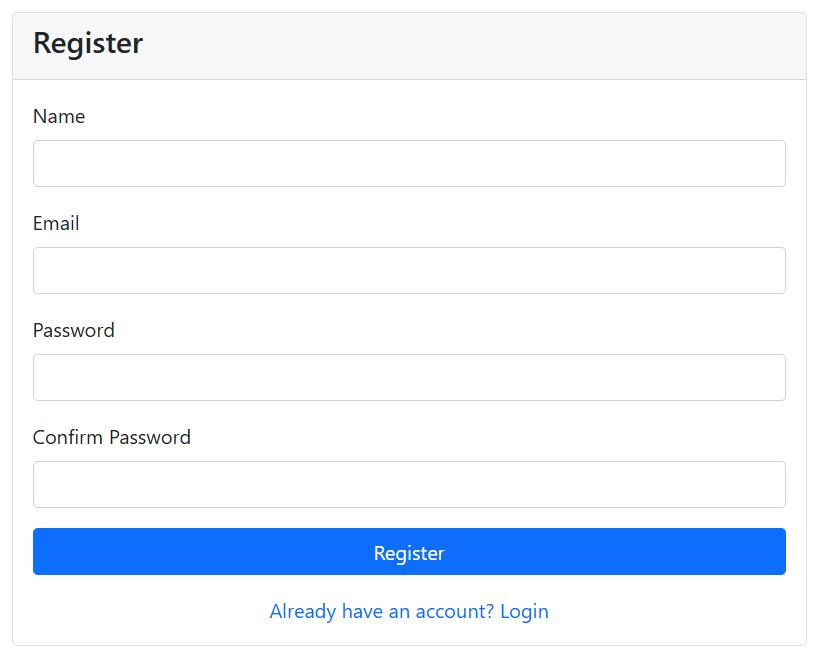 Register
Name
Email
Password
Confirm Password
Register
Already have an account? Login